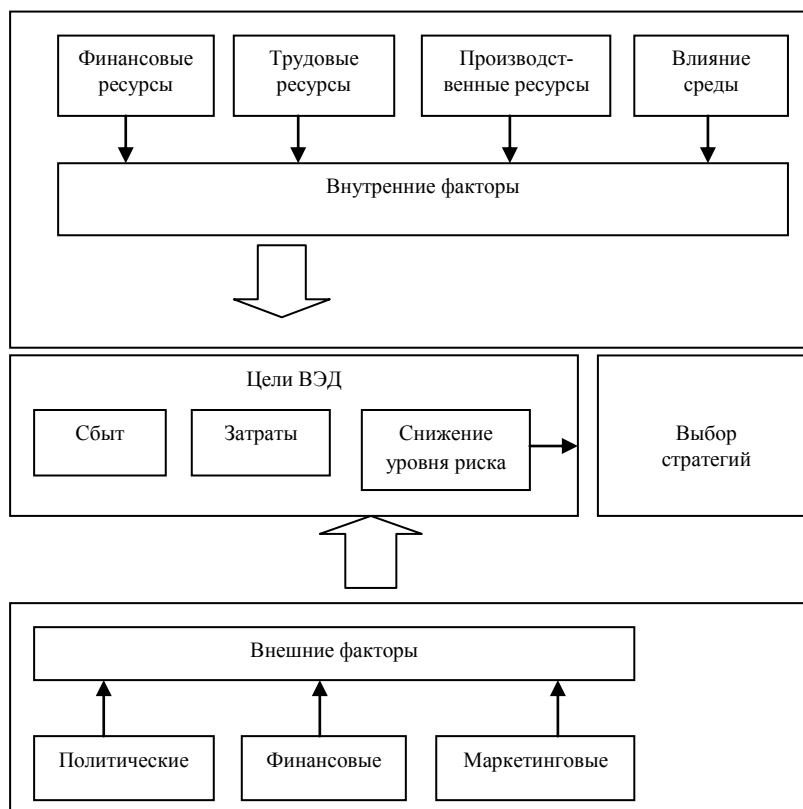 Финансовые
ресурсы
Трудовые
ресурсы
Производст-
венные ресурсы
Влияние
среды
Внутренние факторы
Цели ВЭД
Сбыт
Затраты
Снижение
уровня риска
Выбор
стратегий
Внешние факторы
Политические
Финансовые
Маркетинговые